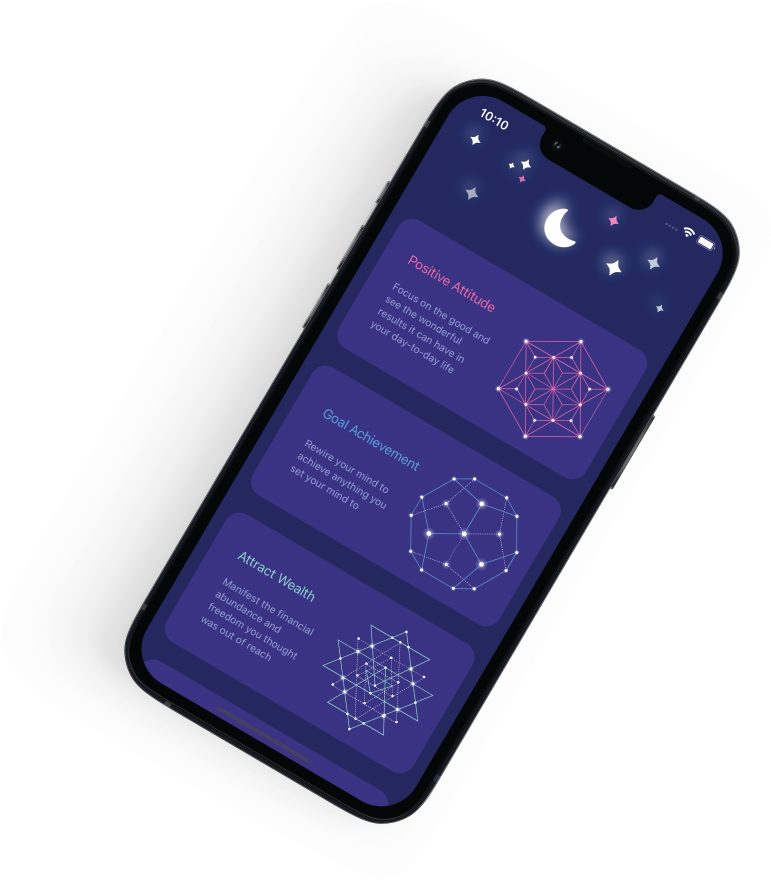 10:10
Positive Attitude
Focus on the good and
see the wonderful
results it can have in
your day-to-day life
Goal Achievement
Rewire your mind to
achieve anything you
set your mind to
Attract Wealth
Manifest the financial
abundance and
freedom you thought
was out of reach